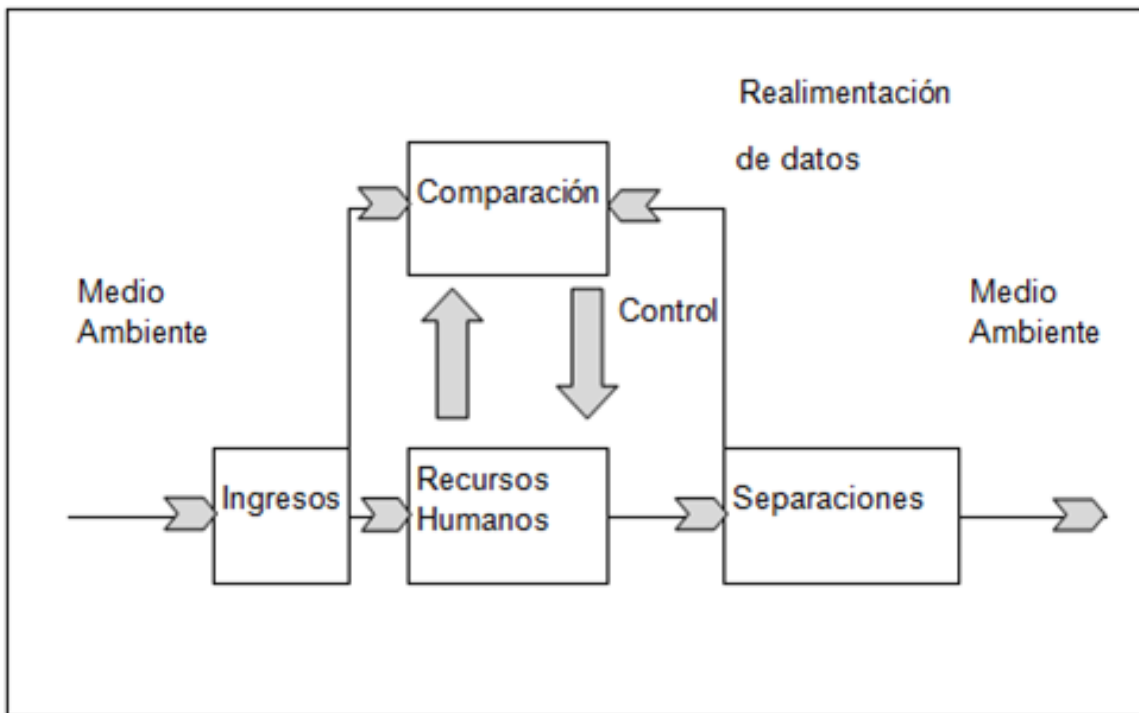 Realimentación
de datos
Comparación
Medio
Ambiente
Control
Medio
Ambiente
Ingresos
Recursos
Humanos
Separaciones